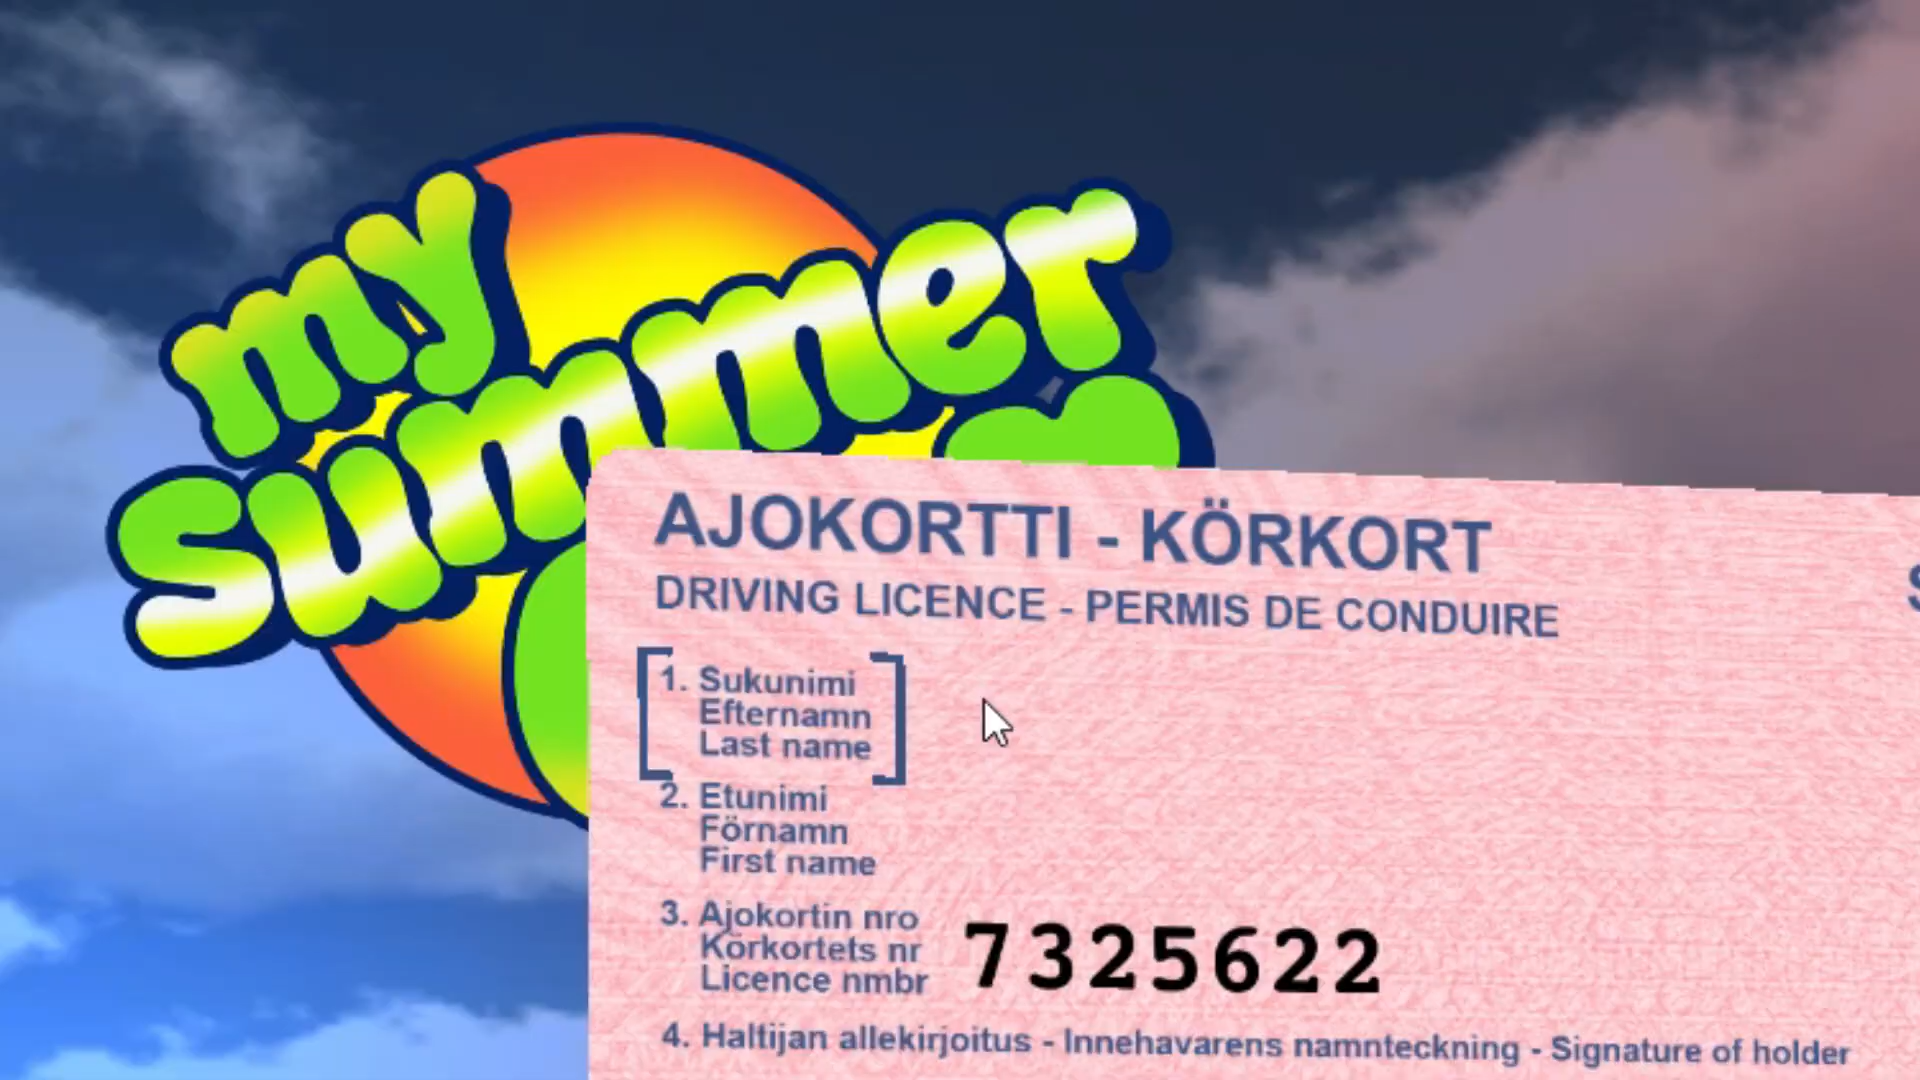 my
summer
AJOKORTTI - KÖRKORT
DRIVING LICENCE - PERMIS DE CONDUIRE
1. Sukunimi
Efternamn
Last name
2. Etunimi
Förnamn
First name
3. Ajokortin nro
Körkortets nr
Licence nmbr
7325622
4. Haltijan allekirjoitus - Innehavarens namnteckning - Signature of holder